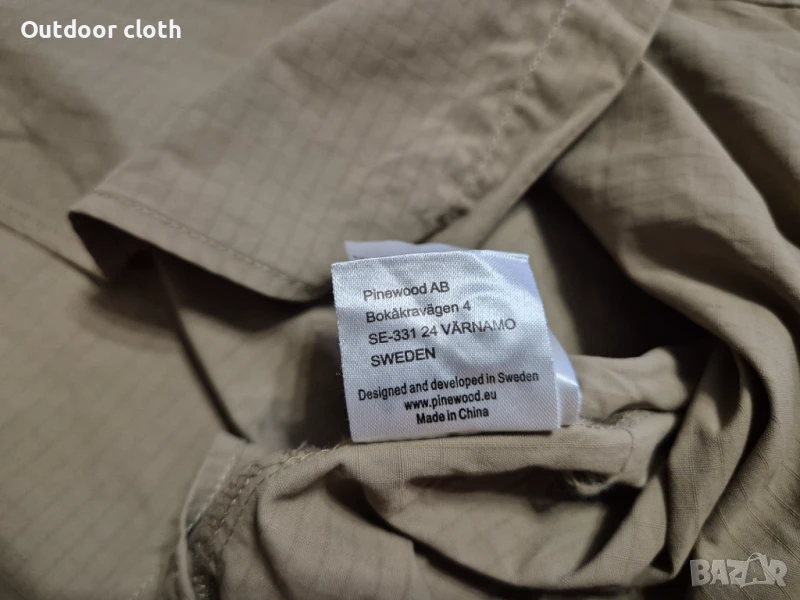 Outdoor cloth
Pinewood AB
Bokåkravägen 4
SE-331 24 VÄRNAMO
SWEDEN
Designed and developed in Sweden
www.pinewood.eu
Made in China
BAZAR